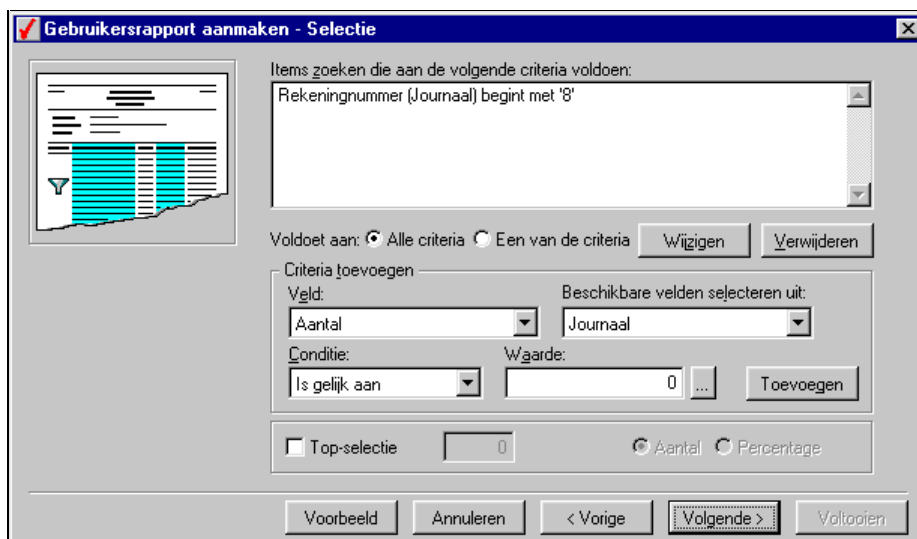 Gebruikersrapport aanmaken - Selectie
Items zoeken die aan de volgende criteria voldoen:
Rekeningnummer (Journaal) begint met '8'
Voldoet aan: Alle criteria Een van de criteria Wijzigen Verwijderen
Criteria toevoegen
Veld: Beschikbare velden selecteren uit:
Aantal Journaal
Conditie: Waarde:
Is gelijk aan 0 ... Toevoegen
Top-selectie 0 Aantal Percentage
Voorbeeld Annuleren < Vorige Volgende > Voltooien